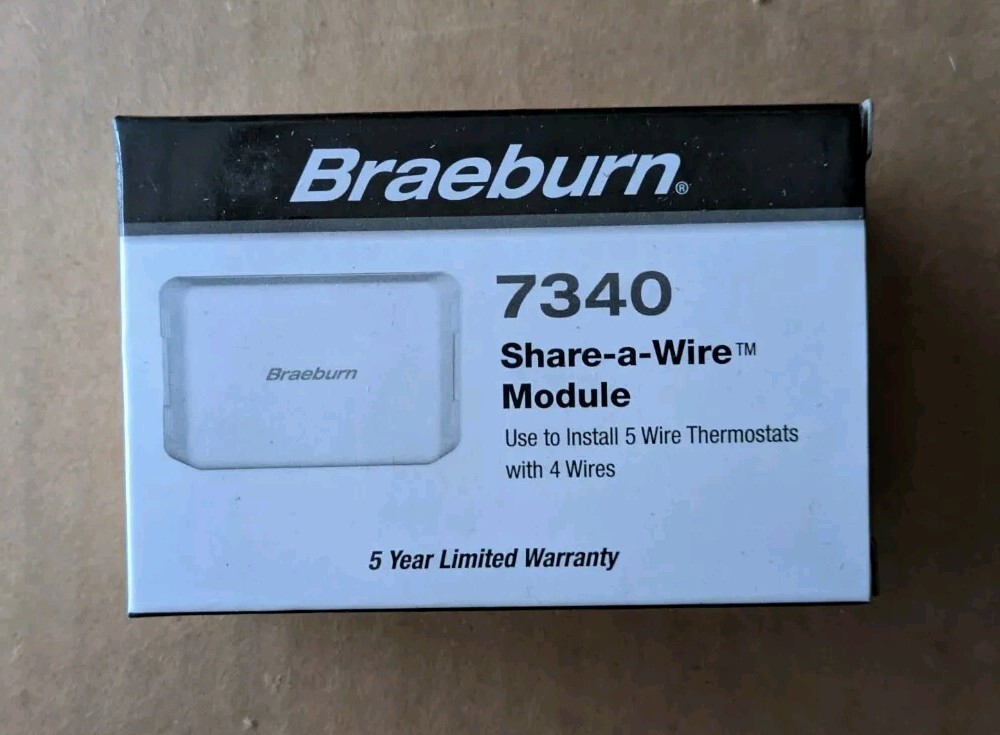 Braeburn®
7340
Share-a-Wire™
Module
Braeburn
Use to Install 5 Wire Thermostats
with 4 Wires
5 Year Limited Warranty